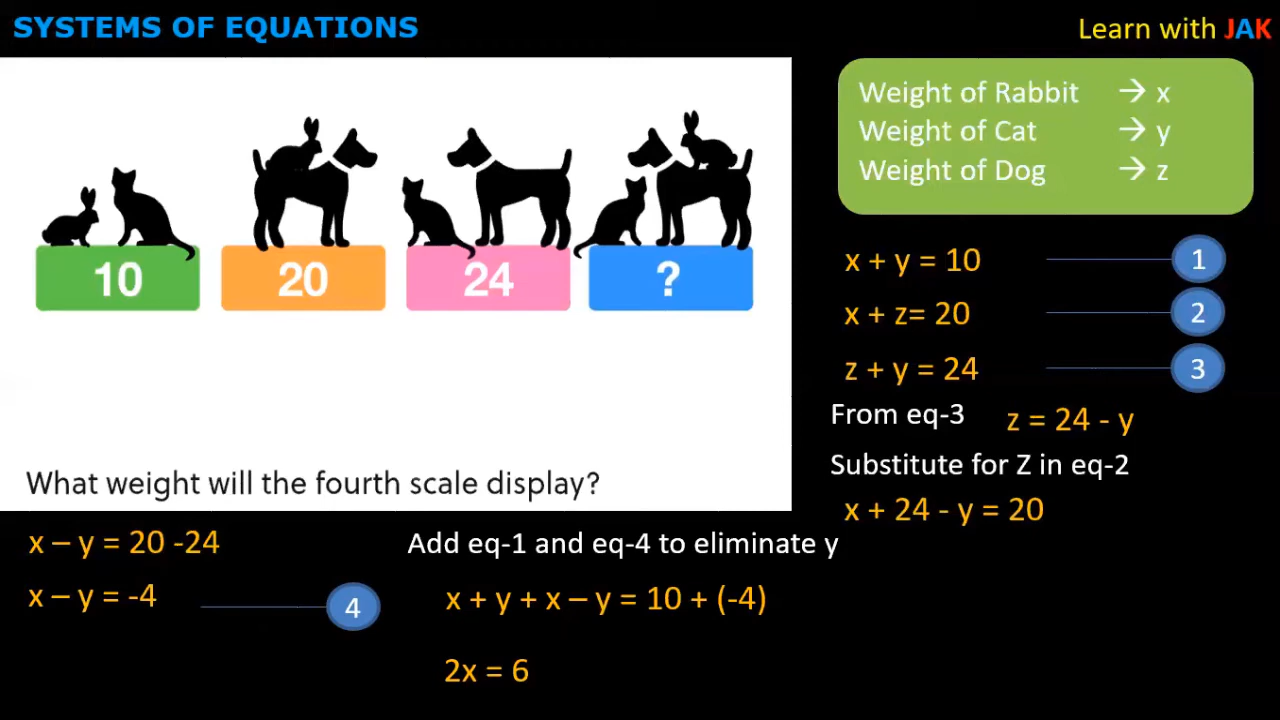 SYSTEMS OF EQUATIONS
Learn with JAK
10
20
24
?
What weight will the fourth scale display?
Weight of Rabbit → x
Weight of Cat → y
Weight of Dog → z
x + y = 10 1
x + z= 20 2
z + y = 24 3
From eq-3 z = 24 - y
Substitute for Z in eq-2
x + 24 - y = 20
x – y = 20 -24
x – y = -4 4
Add eq-1 and eq-4 to eliminate y
x + y + x – y = 10 + (-4)
2x = 6